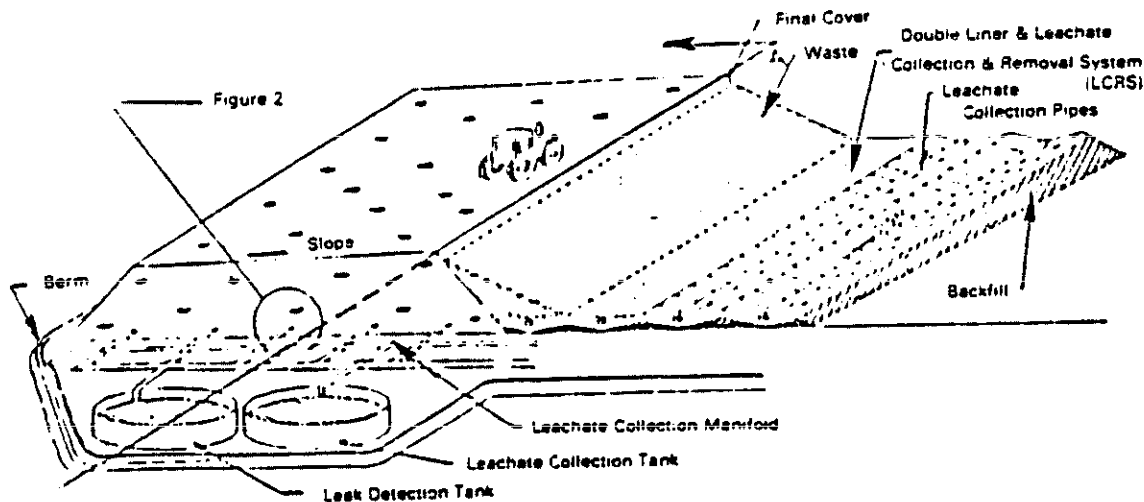 Final Cover
Waste
Double Liner & Leachate
Collection & Removal System
(LCRS)
Leachate
Collection Pipes
Figure 2
Slope
Berm
Backfill
Leachate Collection Manifold
Leachate Collection Tank
Leak Detection Tank